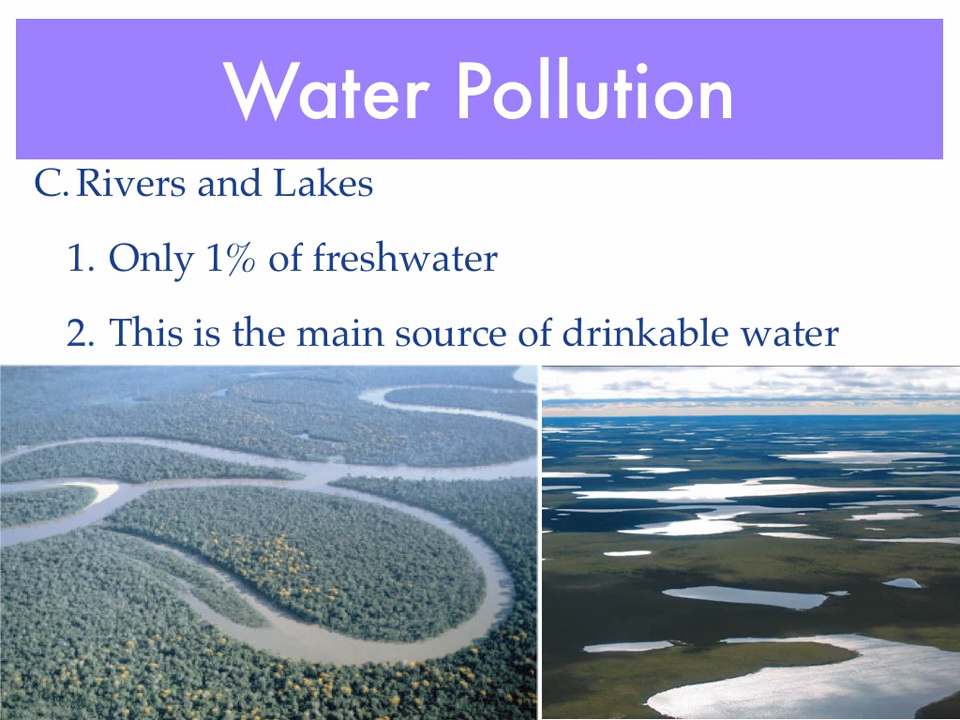 Water Pollution
C. Rivers and Lakes
1. Only 1% of freshwater
2. This is the main source of drinkable water